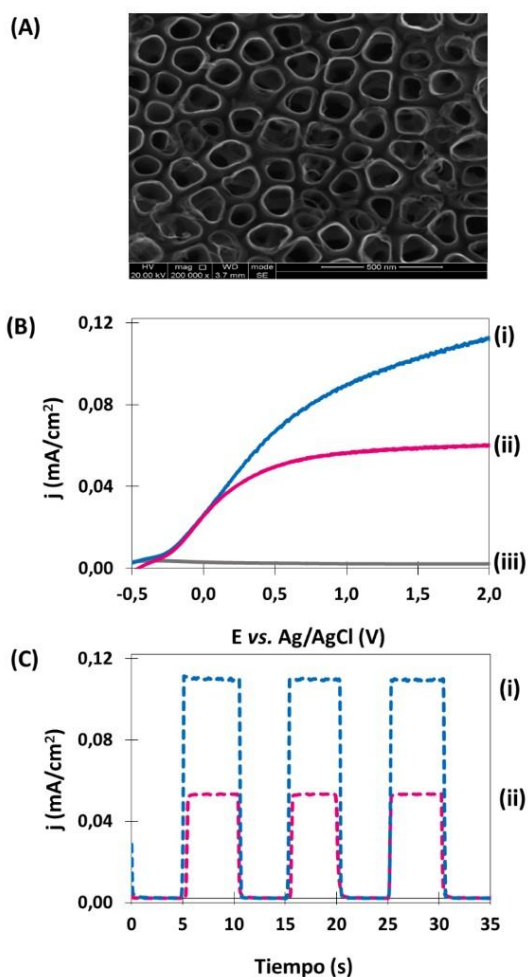 (A)
HV mag □ WD mode 500 nm
20.00 kV 200 000 x 3.7 mm SE
(B)
0,12
0,08
0,04
0,00
j (mA/cm²)
(i)
(ii)
(iii)
-0,5 0,0 0,5 1,0 1,5 2,0
E vs. Ag/AgCl (V)
(C)
0,12
0,08
0,04
0,00
j (mA/cm²)
(i)
(ii)
0 5 10 15 20 25 30 35
Tiempo (s)